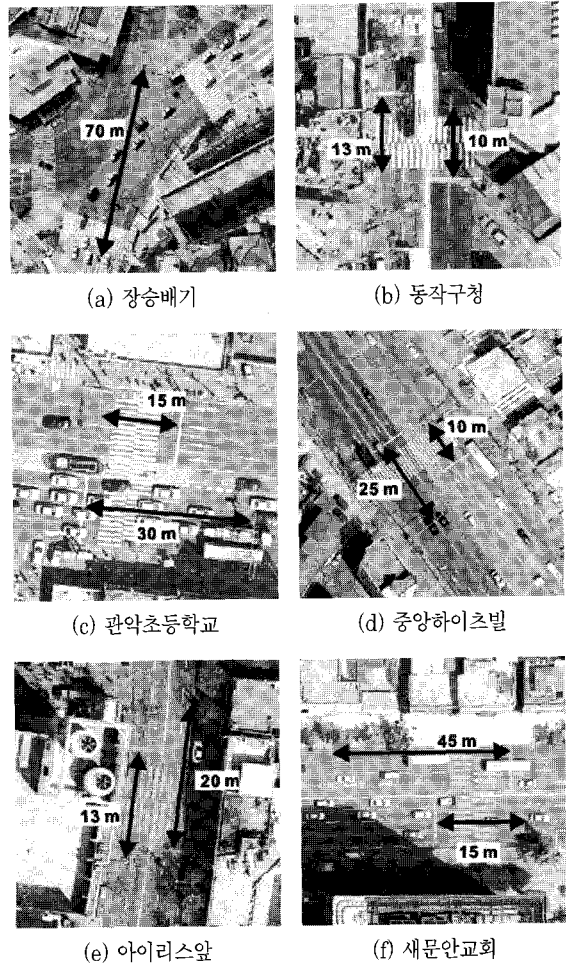 70 m
13 m
10 m
(a) 장승배기
(b) 동작구청
15 m
30 m
10 m
25 m
(c) 관악초등학교
(d) 중앙하이츠빌
13 m
20 m
45 m
15 m
(e) 아이리스앞
(f) 새문안교회